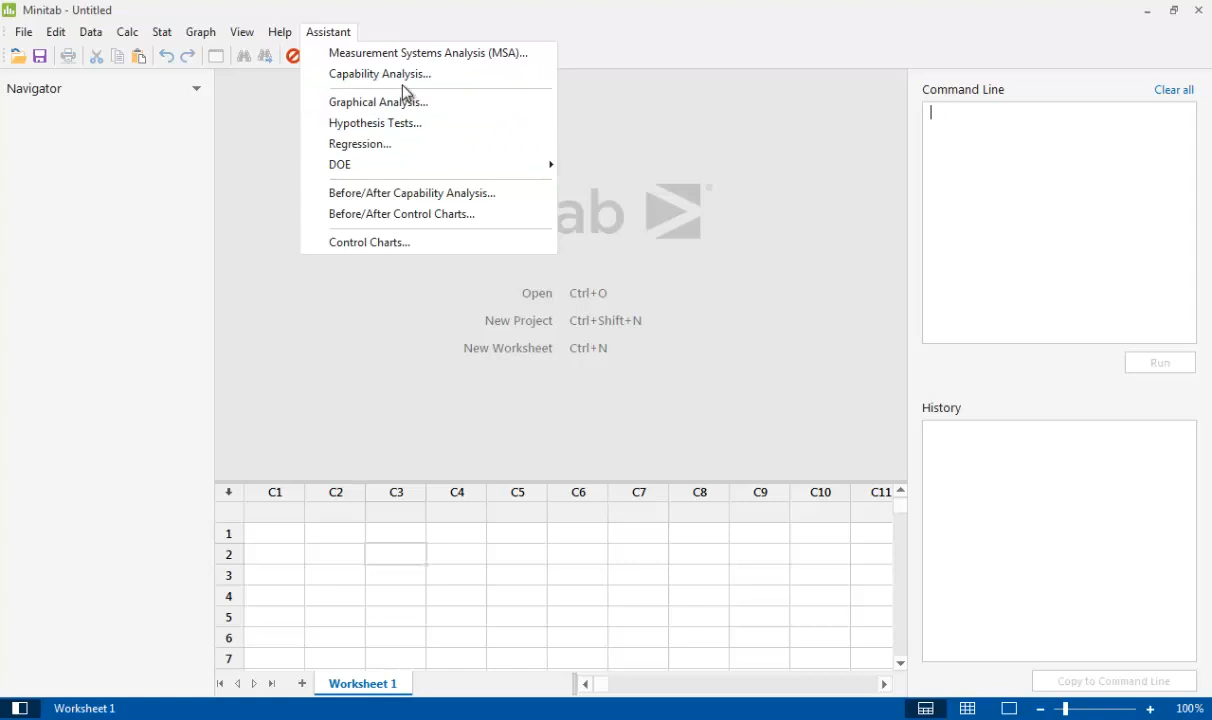 Minitab - Untitled
File Edit Data Calc Stat Graph View Help Assistant
Measurement Systems Analysis (MSA)...
Capability Analysis...
Graphical Analysis...
Hypothesis Tests...
Regression...
DOE
Before/After Capability Analysis...
Before/After Control Charts...
Control Charts...
Navigator
ab
Open Ctrl+O
New Project Ctrl+Shift+N
New Worksheet Ctrl+N
Command Line Clear all
Run
History
Copy to Command Line
C1 C2 C3 C4 C5 C6 C7 C8 C9 C10 C11
1
2
3
4
5
6
7
Worksheet 1
Worksheet 1 100%